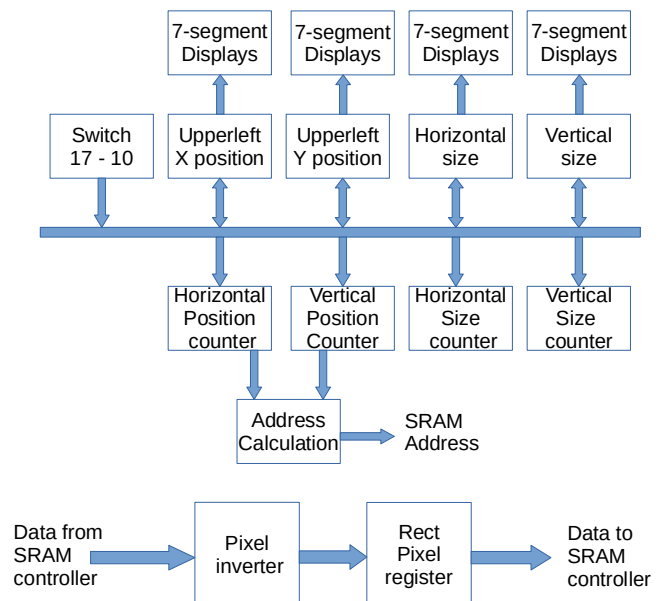 7-segment
Displays
7-segment
Displays
7-segment
Displays
7-segment
Displays
Switch
17 - 10
Upperleft
X position
Upperleft
Y position
Horizontal
size
Vertical
size
Horizontal
Position
counter
Vertical
Position
Counter
Horizontal
Size
counter
Vertical
Size
counter
Address
Calculation
SRAM
Address
Data from
SRAM
controller
Pixel
inverter
Rect
Pixel
register
Data to
SRAM
controller